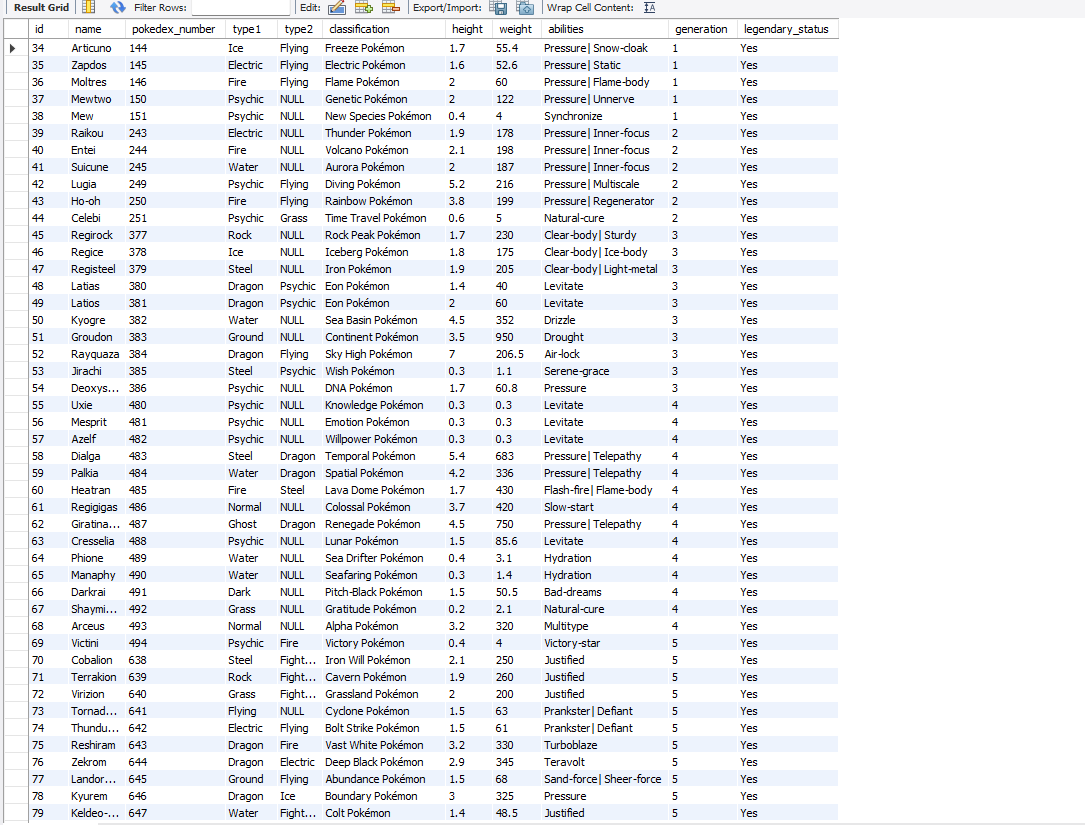 Result Grid Filter Rows: Edit: Export/Import: Wrap Cell Content: IA
id name pokedex_number type1 type2 classification height weight abilities generation legendary_status
34 Articuno 144 Ice Flying Freeze Pokémon 1.7 55.4 Pressure|Snow-cloak 1 Yes
35 Zapdos 145 Electric Flying Electric Pokémon 1.6 52.6 Pressure|Static 1 Yes
36 Moltres 146 Fire Flying Flame Pokémon 2 60 Pressure|Flame-body 1 Yes
37 Mewtwo 150 Psychic NULL Genetic Pokémon 2 122 Pressure|Unnerve 1 Yes
38 Mew 151 Psychic NULL New Species Pokémon 0.4 4 Synchronize 1 Yes
39 Raikou 243 Electric NULL Thunder Pokémon 1.9 178 Pressure|Inner-focus 2 Yes
40 Entei 244 Fire NULL Volcano Pokémon 2.1 198 Pressure|Inner-focus 2 Yes
41 Suicune 245 Water NULL Aurora Pokémon 2 187 Pressure|Inner-focus 2 Yes
42 Lugia 249 Psychic Flying Diving Pokémon 5.2 216 Pressure|Multiscale 2 Yes
43 Ho-oh 250 Fire Flying Rainbow Pokémon 3.8 199 Pressure|Regenerator 2 Yes
44 Celebi 251 Psychic Grass Time Travel Pokémon 0.6 5 Natural-cure 2 Yes
45 Regirock 377 Rock NULL Rock Peak Pokémon 1.7 230 Clear-body|Sturdy 3 Yes
46 Regice 378 Ice NULL Iceberg Pokémon 1.8 175 Clear-body|Ice-body 3 Yes
47 Registeel 379 Steel NULL Iron Pokémon 1.9 205 Clear-body|Light-metal 3 Yes
48 Latias 380 Dragon Psychic Eon Pokémon 1.4 40 Levitate 3 Yes
49 Latios 381 Dragon Psychic Eon Pokémon 2 60 Levitate 3 Yes
50 Kyogre 382 Water NULL Sea Basin Pokémon 4.5 352 Drizzle 3 Yes
51 Groudon 383 Ground NULL Continent Pokémon 3.5 950 Drought 3 Yes
52 Rayquaza 384 Dragon Flying Sky High Pokémon 7 206.5 Air-lock 3 Yes
53 Jirachi 385 Steel Psychic Wish Pokémon 0.3 1.1 Serene-grace 3 Yes
54 Deoxys... 386 Psychic NULL DNA Pokémon 1.7 60.8 Pressure 3 Yes
55 Uxie 480 Psychic NULL Knowledge Pokémon 0.3 0.3 Levitate 4 Yes
56 Mesprit 481 Psychic NULL Emotion Pokémon 0.3 0.3 Levitate 4 Yes
57 Azelf 482 Psychic NULL Willpower Pokémon 0.3 0.3 Levitate 4 Yes
58 Dialga 483 Steel Dragon Temporal Pokémon 5.4 683 Pressure|Telepathy 4 Yes
59 Palkia 484 Water Dragon Spatial Pokémon 4.2 336 Pressure|Telepathy 4 Yes
60 Heatran 485 Fire Steel Lava Dome Pokémon 1.7 430 Flash-fire|Flame-body 4 Yes
61 Regigigas 486 Normal NULL Colossal Pokémon 3.7 420 Slow-start 4 Yes
62 Giratina... 487 Ghost Dragon Renegade Pokémon 4.5 750 Pressure|Telepathy 4 Yes
63 Cresselia 488 Psychic NULL Lunar Pokémon 1.5 85.6 Levitate 4 Yes
64 Phione 489 Water NULL Sea Drifter Pokémon 0.4 3.1 Hydration 4 Yes
65 Manaphy 490 Water NULL Seafaring Pokémon 0.3 1.4 Hydration 4 Yes
66 Darkrai 491 Dark NULL Pitch-Black Pokémon 1.5 50.5 Bad-dreams 4 Yes
67 Shaymi... 492 Grass NULL Gratitude Pokémon 0.2 2.1 Natural-cure 4 Yes
68 Arceus 493 Normal NULL Alpha Pokémon 3.2 320 Multitype 4 Yes
69 Victini 494 Psychic Fire Victory Pokémon 0.4 4 Victory-star 5 Yes
70 Cobalion 638 Steel Fight... Iron Will Pokémon 2.1 250 Justified 5 Yes
71 Terrakion 639 Rock Fight... Cavern Pokémon 1.9 260 Justified 5 Yes
72 Virizion 640 Grass Fight... Grassland Pokémon 2 200 Justified 5 Yes
73 Tornad... 641 Flying NULL Cyclone Pokémon 1.5 63 Prankster|Defiant 5 Yes
74 Thundu... 642 Electric Flying Bolt Strike Pokémon 1.5 61 Prankster|Defiant 5 Yes
75 Reshiram 643 Dragon Fire Vast White Pokémon 3.2 330 Turboblaze 5 Yes
76 Zekrom 644 Dragon Electric Deep Black Pokémon 2.9 345 Teravolt 5 Yes
77 Landor... 645 Ground Flying Abundance Pokémon 1.5 68 Sand-force|Sheer-force 5 Yes
78 Kyurem 646 Dragon Ice Boundary Pokémon 3 325 Pressure 5 Yes
79 Keldeo-... 647 Water Fight... Colt Pokémon 1.4 48.5 Justified 5 Yes